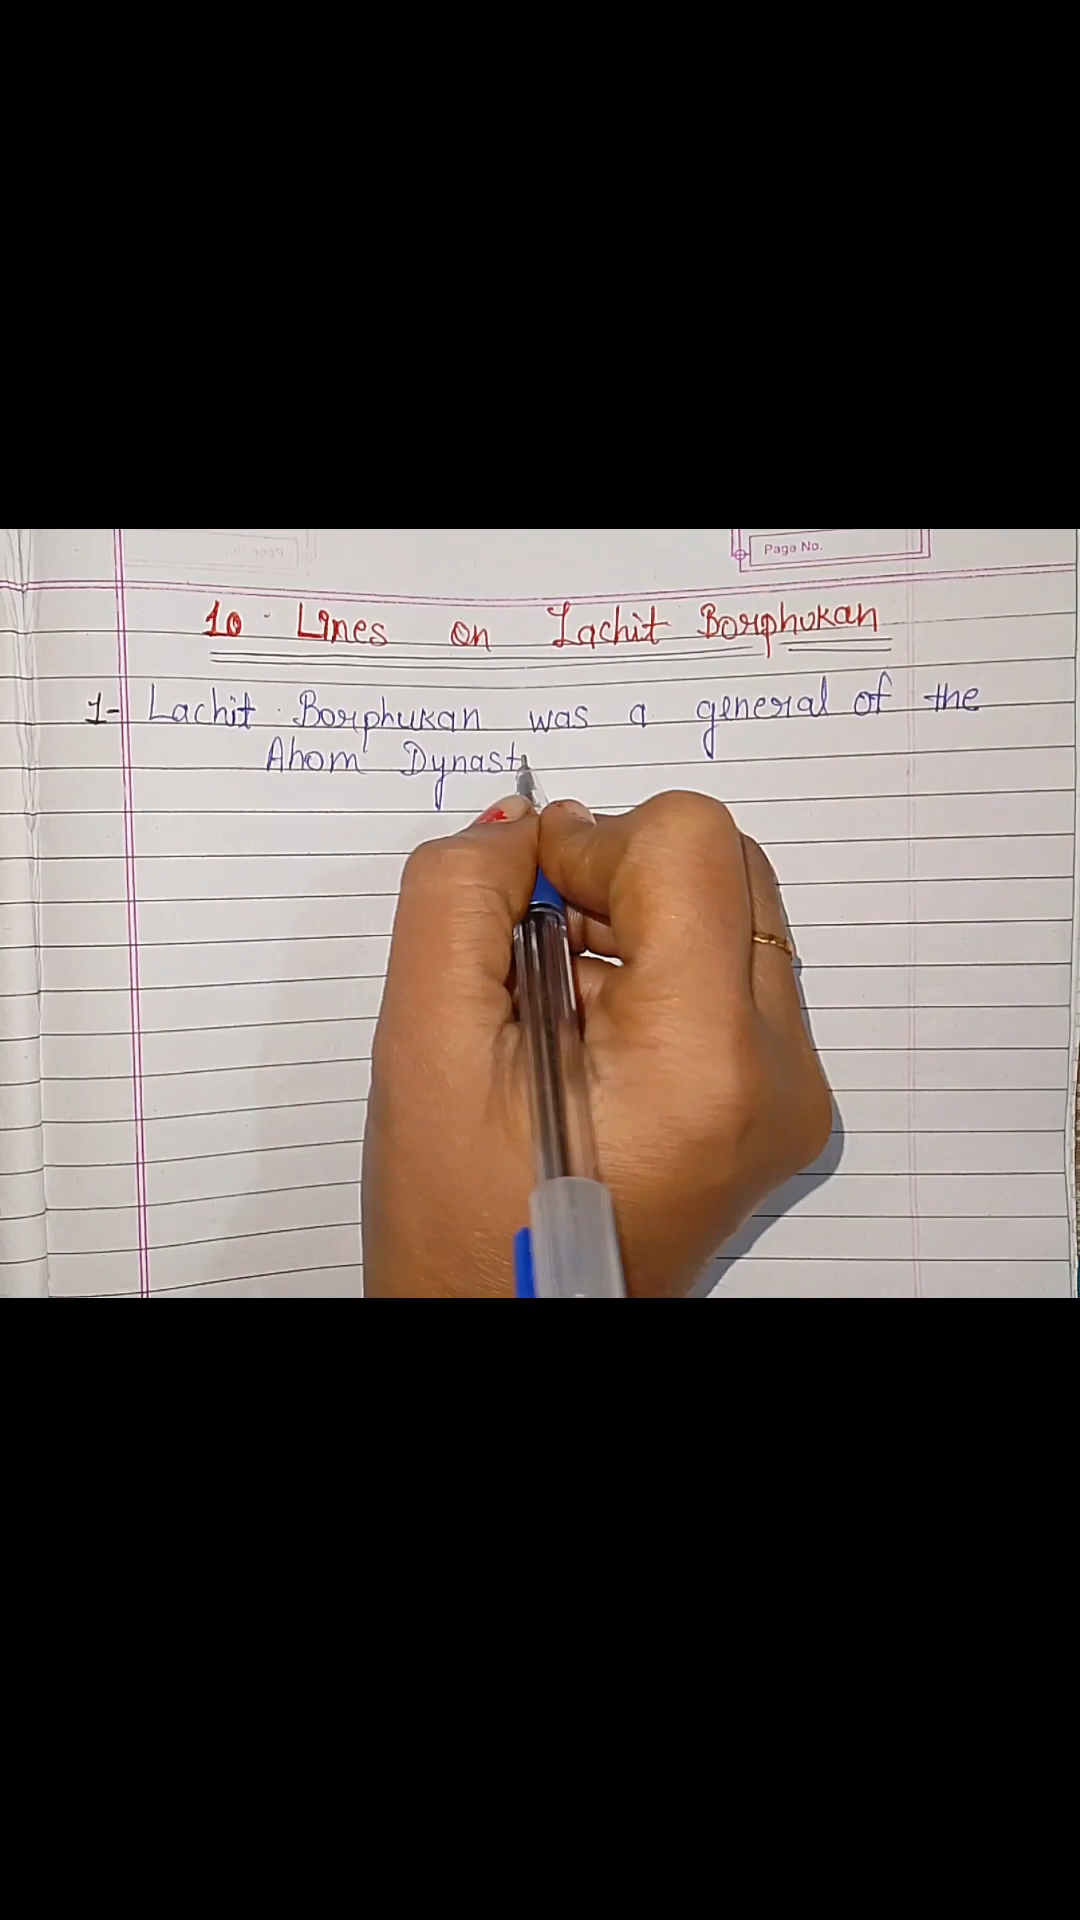 Page No.
10 Lines on Lachit Borphukan
1- Lachit Borphukan was a general of the
Ahom Dynast